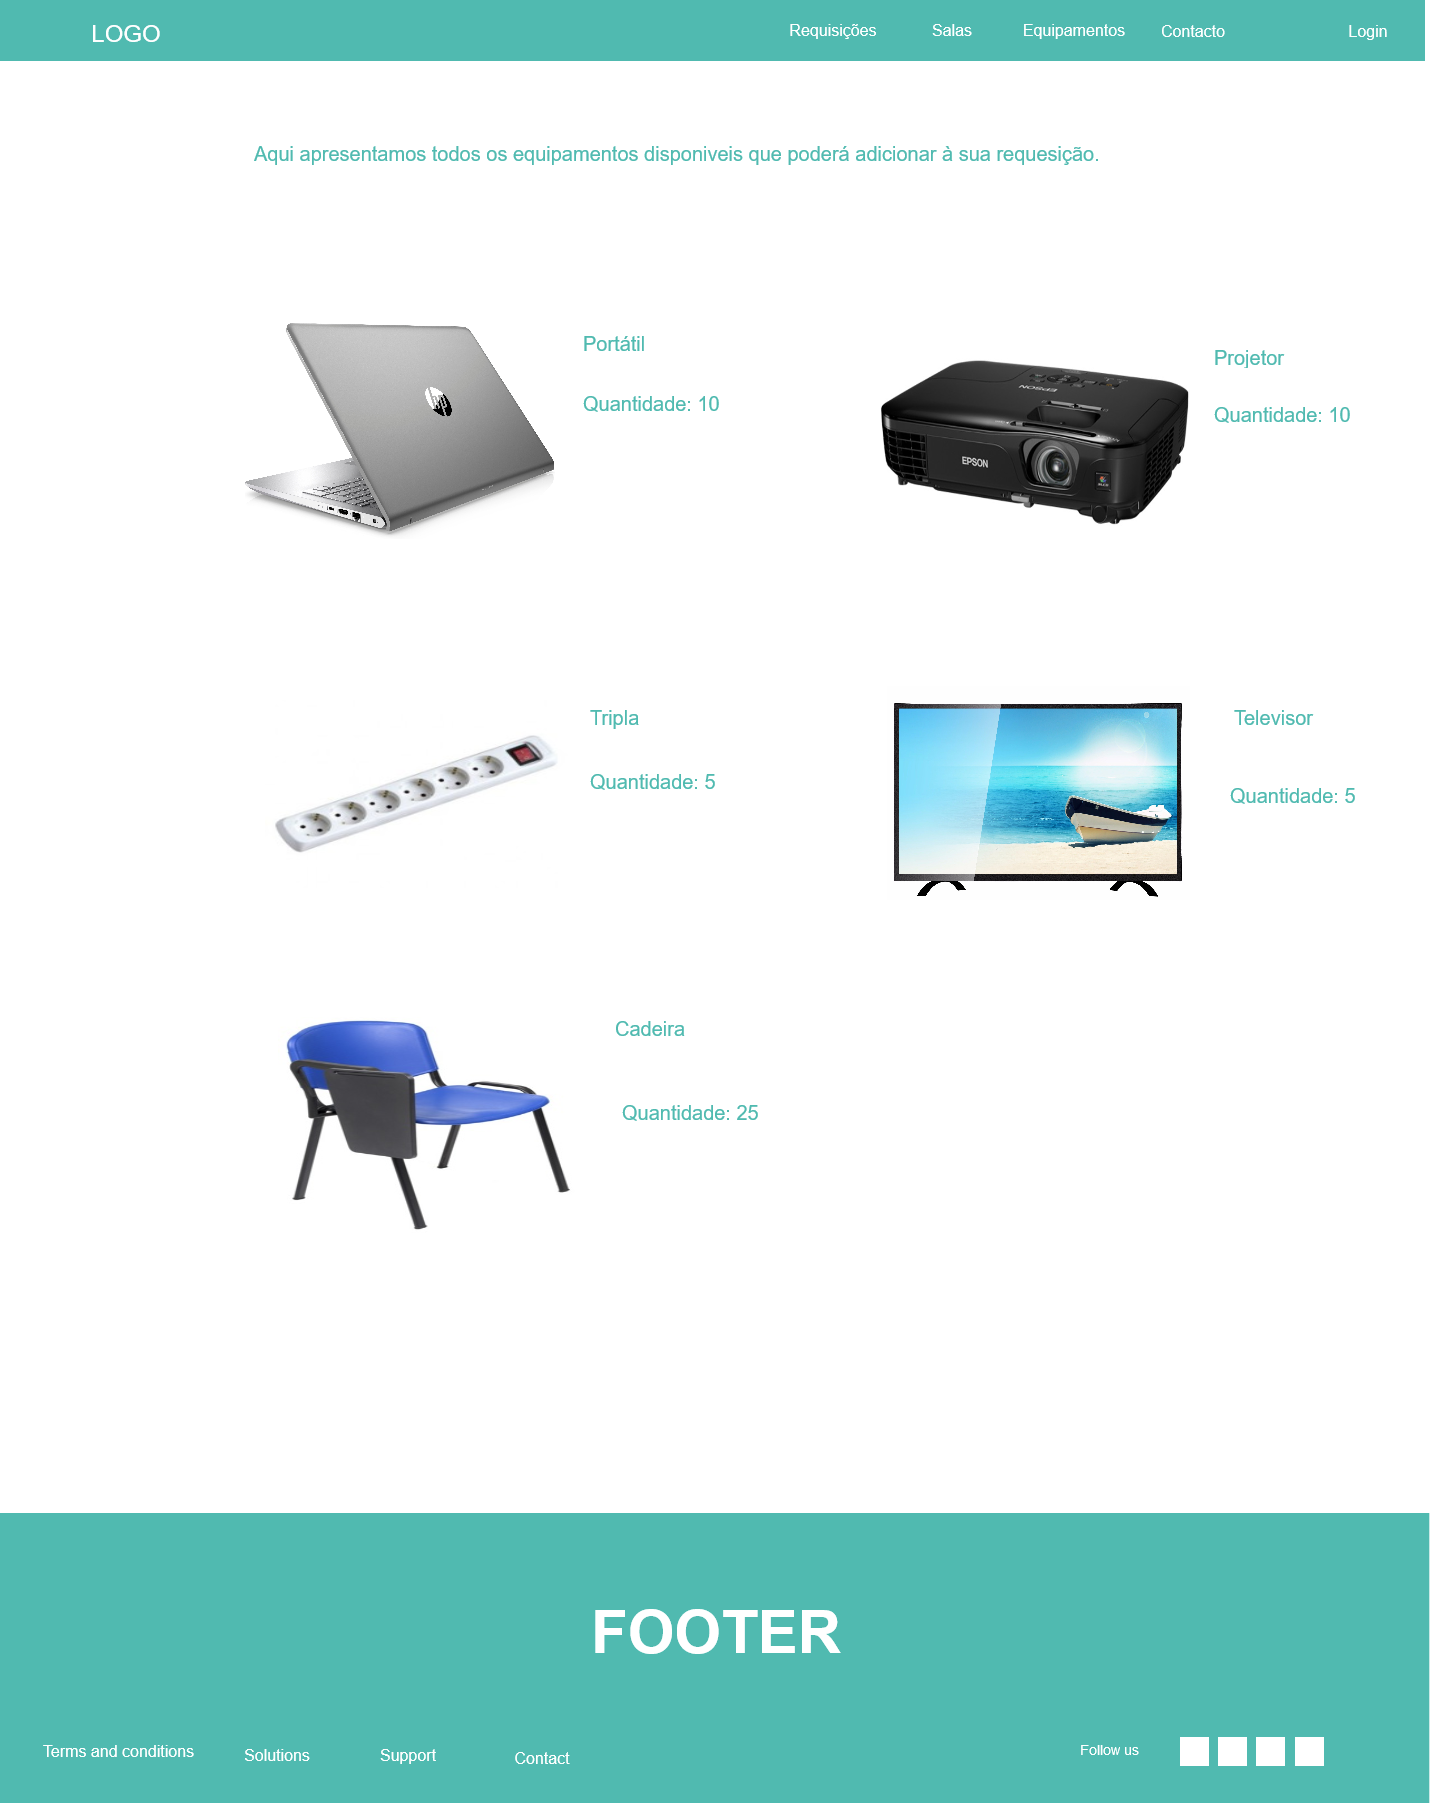 LOGO
Requisições
Salas
Equipamentos
Contacto
Login
Aqui apresentamos todos os equipamentos disponiveis que poderá adicionar à sua requesição.
Portátil
Quantidade: 10
EPSON
EPSON
Projetor
Quantidade: 10
Tripla
Quantidade: 5
Televisor
Quantidade: 5
Cadeira
Quantidade: 25
FOOTER
Terms and conditions
Solutions
Support
Contact
Follow us